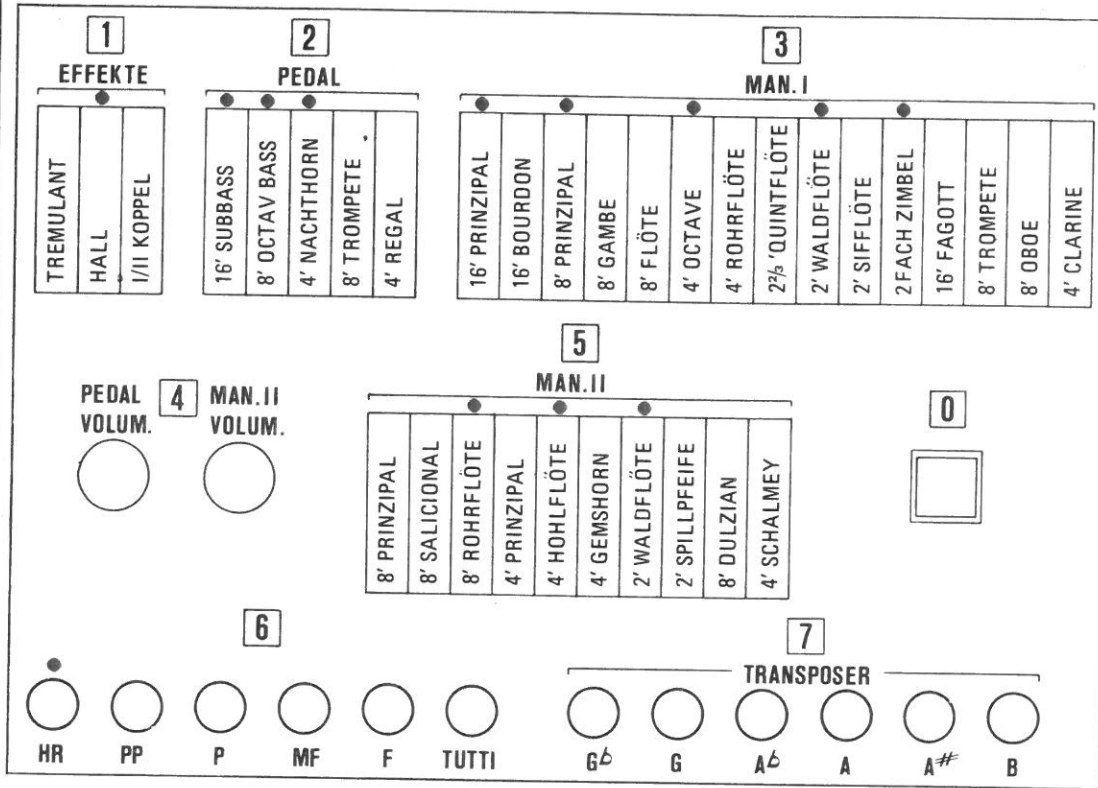 1
EFFEKTE
TREMULANT
HALL
I/II KOPPEL
2
PEDAL
16' SUBBASS
8' OCTAV BASS
4' NACHTHORN
8' TROMPETE
4' REGAL
3
MAN. I
16' PRINZIPAL
16' BOURDON
8' PRINZIPAL
8' GAMBE
8' FLÖTE
4' OCTAVE
4' ROHRFLÖTE
2 2/3 'QUINTFLÖTE
2' WALDFLÖTE
2' SIFFLÖTE
2 FACH ZIMBEL
16' FAGOTT
8' TROMPETE
8' OBOE
4' CLARINE
4
PEDAL
VOLUM.
MAN. II
VOLUM.
5
MAN. II
8' PRINZIPAL
8' SALICIONAL
8' ROHRFLÖTE
4' PRINZIPAL
4' HOHLFLÖTE
4' GEMSHORN
2' WALDFLÖTE
2' SPILLPFEIFE
8' DULZIAN
4' SCHALMEY
0
6
HR PP P MF F TUTTI
7
TRANSPOSER
G♭ G A♭ A A# B